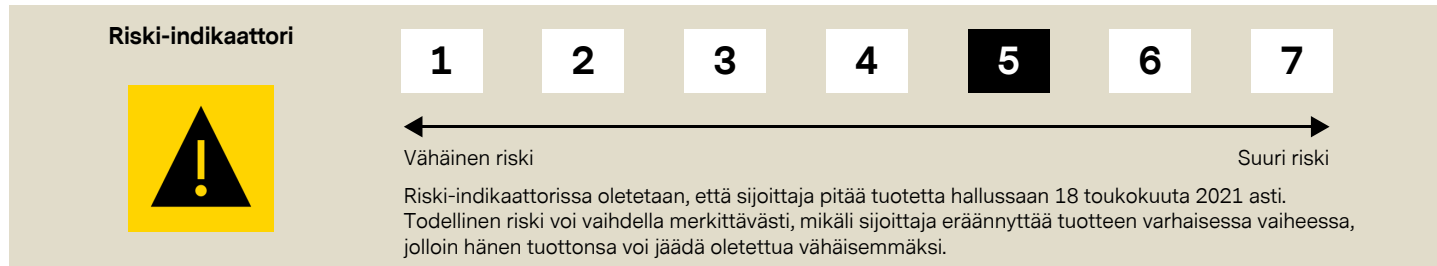 Riski-indikaattori
1 2 3 4 5 6 7
Vähäinen riski Suuri riski
Riski-indikaattorissa oletetaan, että sijoittaja pitää tuotetta hallussaan 18 toukokuuta 2021 asti.
Todellinen riski voi vaihdella merkittävästi, mikäli sijoittaja eräännyttää tuotteen varhaisessa vaiheessa,
jolloin hänen tuottonsa voi jäädä oletettua vähäisemmäksi.